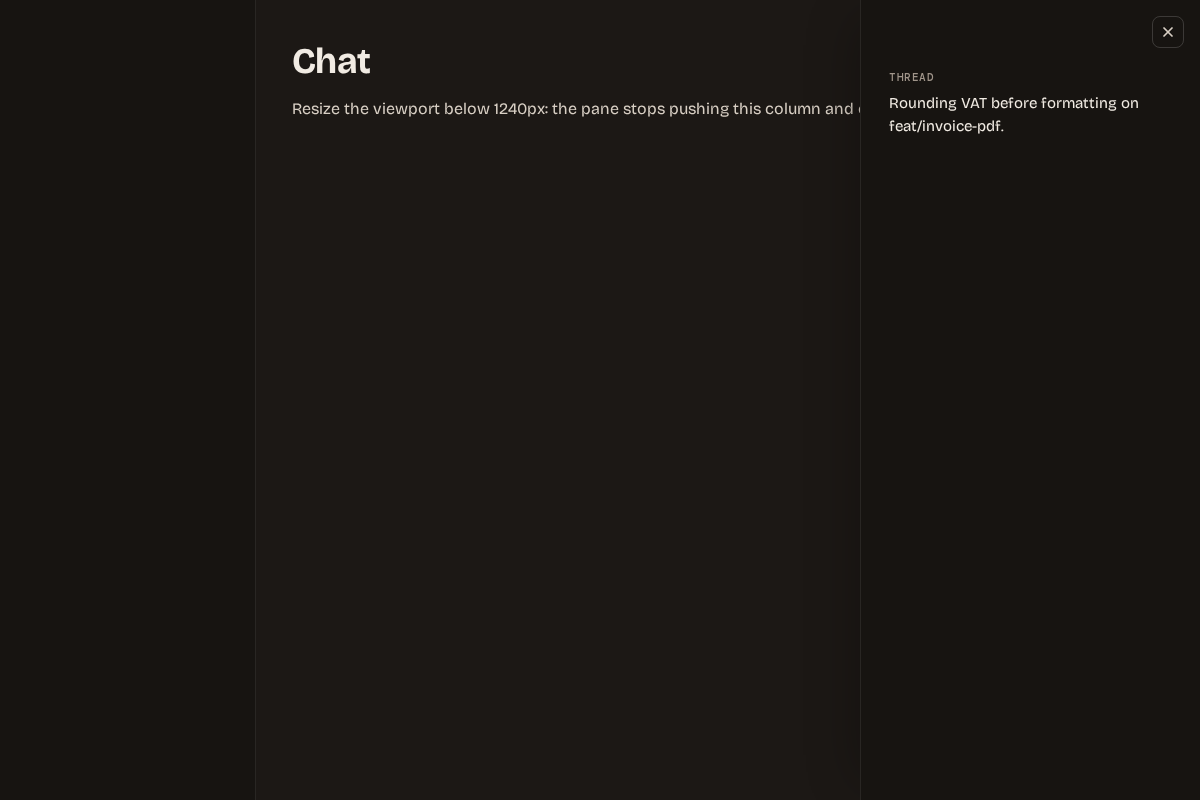 Chat
Resize the viewport below 1240px: the pane stops pushing this column and
THREAD
Rounding VAT before formatting on
feat/invoice-pdf.